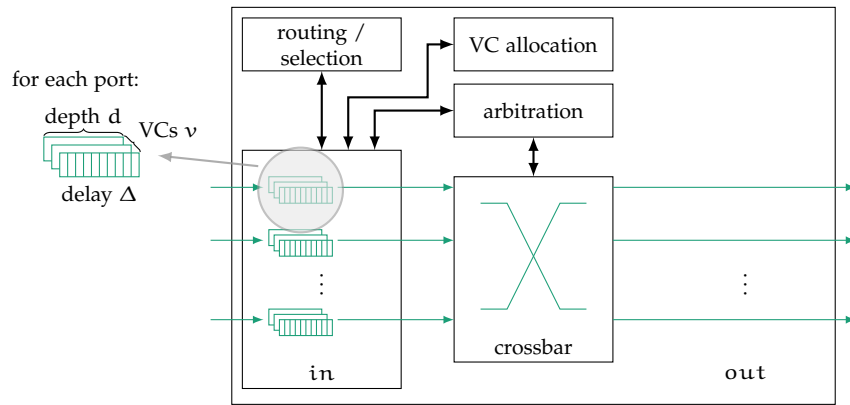 routing /
selection
VC allocation
for each port:
arbitration
depth d
VCs ν
delay Δ
⋮
⋮
crossbar
in
out